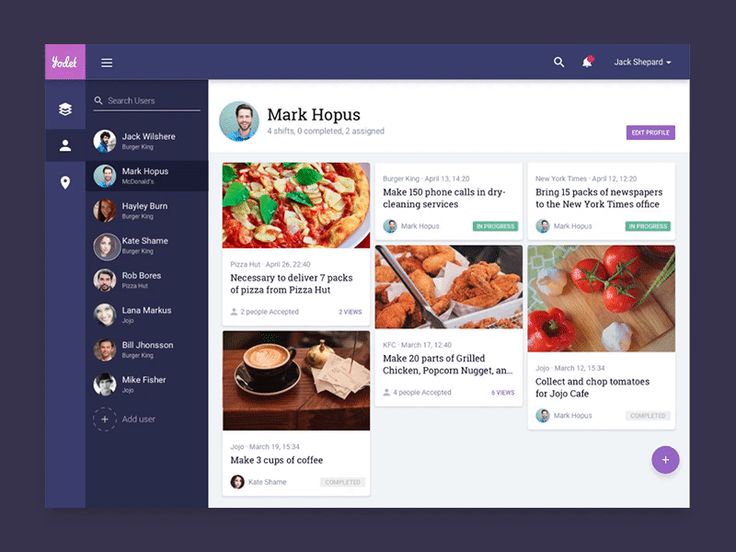 Yodet
Jack Shepard
Search Users
Jack Wilshere
Burger King
Mark Hopus
McDonald's
Hayley Burn
Burger King
Kate Shame
Burger King
Rob Bores
Pizza Hut
Lana Markus
Jojo
Bill Jhonsson
Burger King
Mike Fisher
Jojo
+ Add user
Mark Hopus
4 shifts, 0 completed, 2 assigned
EDIT PROFILE
Pizza Hut · April 26, 22:40
Necessary to deliver 7 packs
of pizza from Pizza Hut
2 people Accepted
2 VIEWS
Jojo · March 19, 15:34
Make 3 cups of coffee
Kate Shame
COMPLETED
Burger King · April 13, 14:20
Make 150 phone calls in dry-
cleaning services
Mark Hopus
IN PROGRESS
KFC · March 17, 12:40
Make 20 parts of Grilled
Chicken, Popcorn Nugget, an...
4 people Accepted
6 VIEWS
New York Times · April 12, 12:20
Bring 15 packs of newspapers
to the New York Times office
Mark Hopus
IN PROGRESS
Jojo · March 12, 15:34
Collect and chop tomatoes
for Jojo Cafe
Mark Hopus
COMPLETED
+